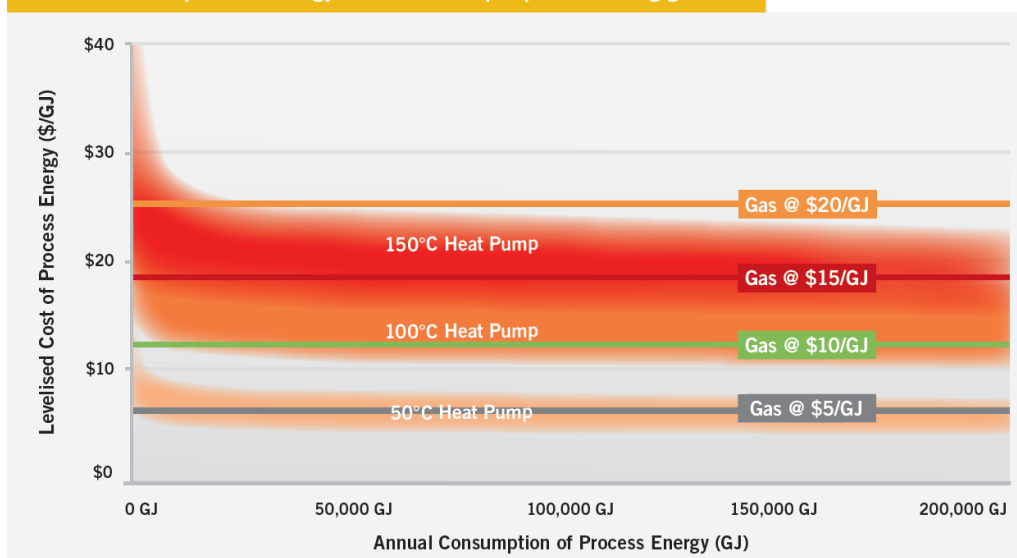 $40
$30
$20
$10
$0
Levelised Cost of Process Energy ($/GJ)
Gas @ $20/GJ
150°C Heat Pump
Gas @ $15/GJ
100°C Heat Pump
Gas @ $10/GJ
50°C Heat Pump
Gas @ $5/GJ
0 GJ
50,000 GJ
100,000 GJ
150,000 GJ
200,000 GJ
Annual Consumption of Process Energy (GJ)